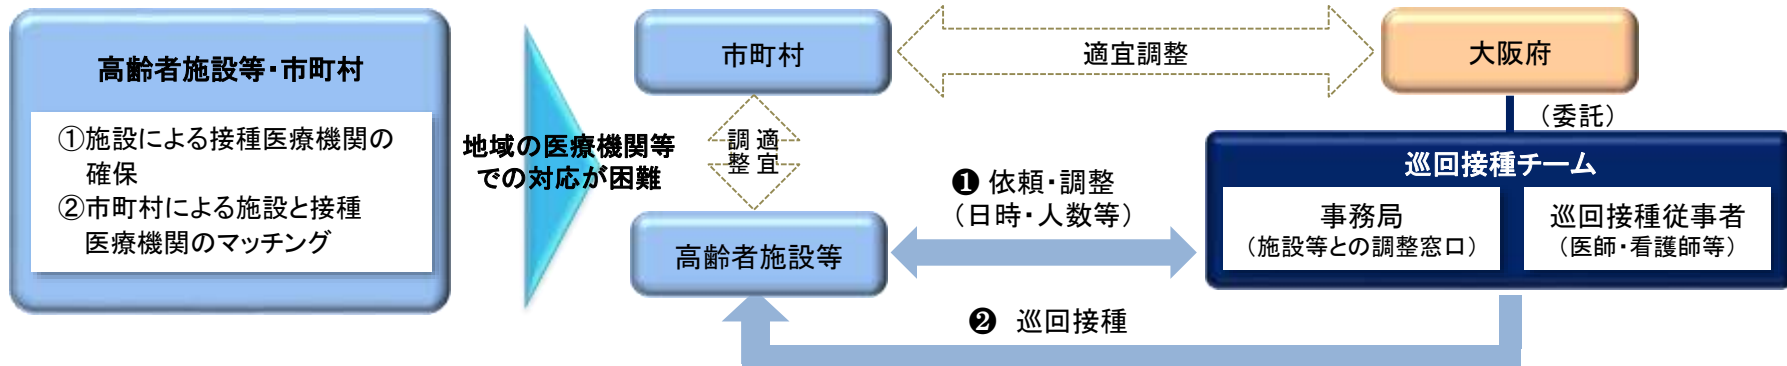 高齢者施設等・市町村
①施設による接種医療機関の
確保
②市町村による施設と接種
医療機関のマッチング
地域の医療機関等
での対応が困難
市町村
適宜調整
大阪府
（委託）
適宜
調整
高齢者施設等
❶ 依頼・調整
（日時・人数等）
巡回接種チーム
事務局
（施設等との調整窓口）
巡回接種従事者
（医師・看護師等）
❷ 巡回接種